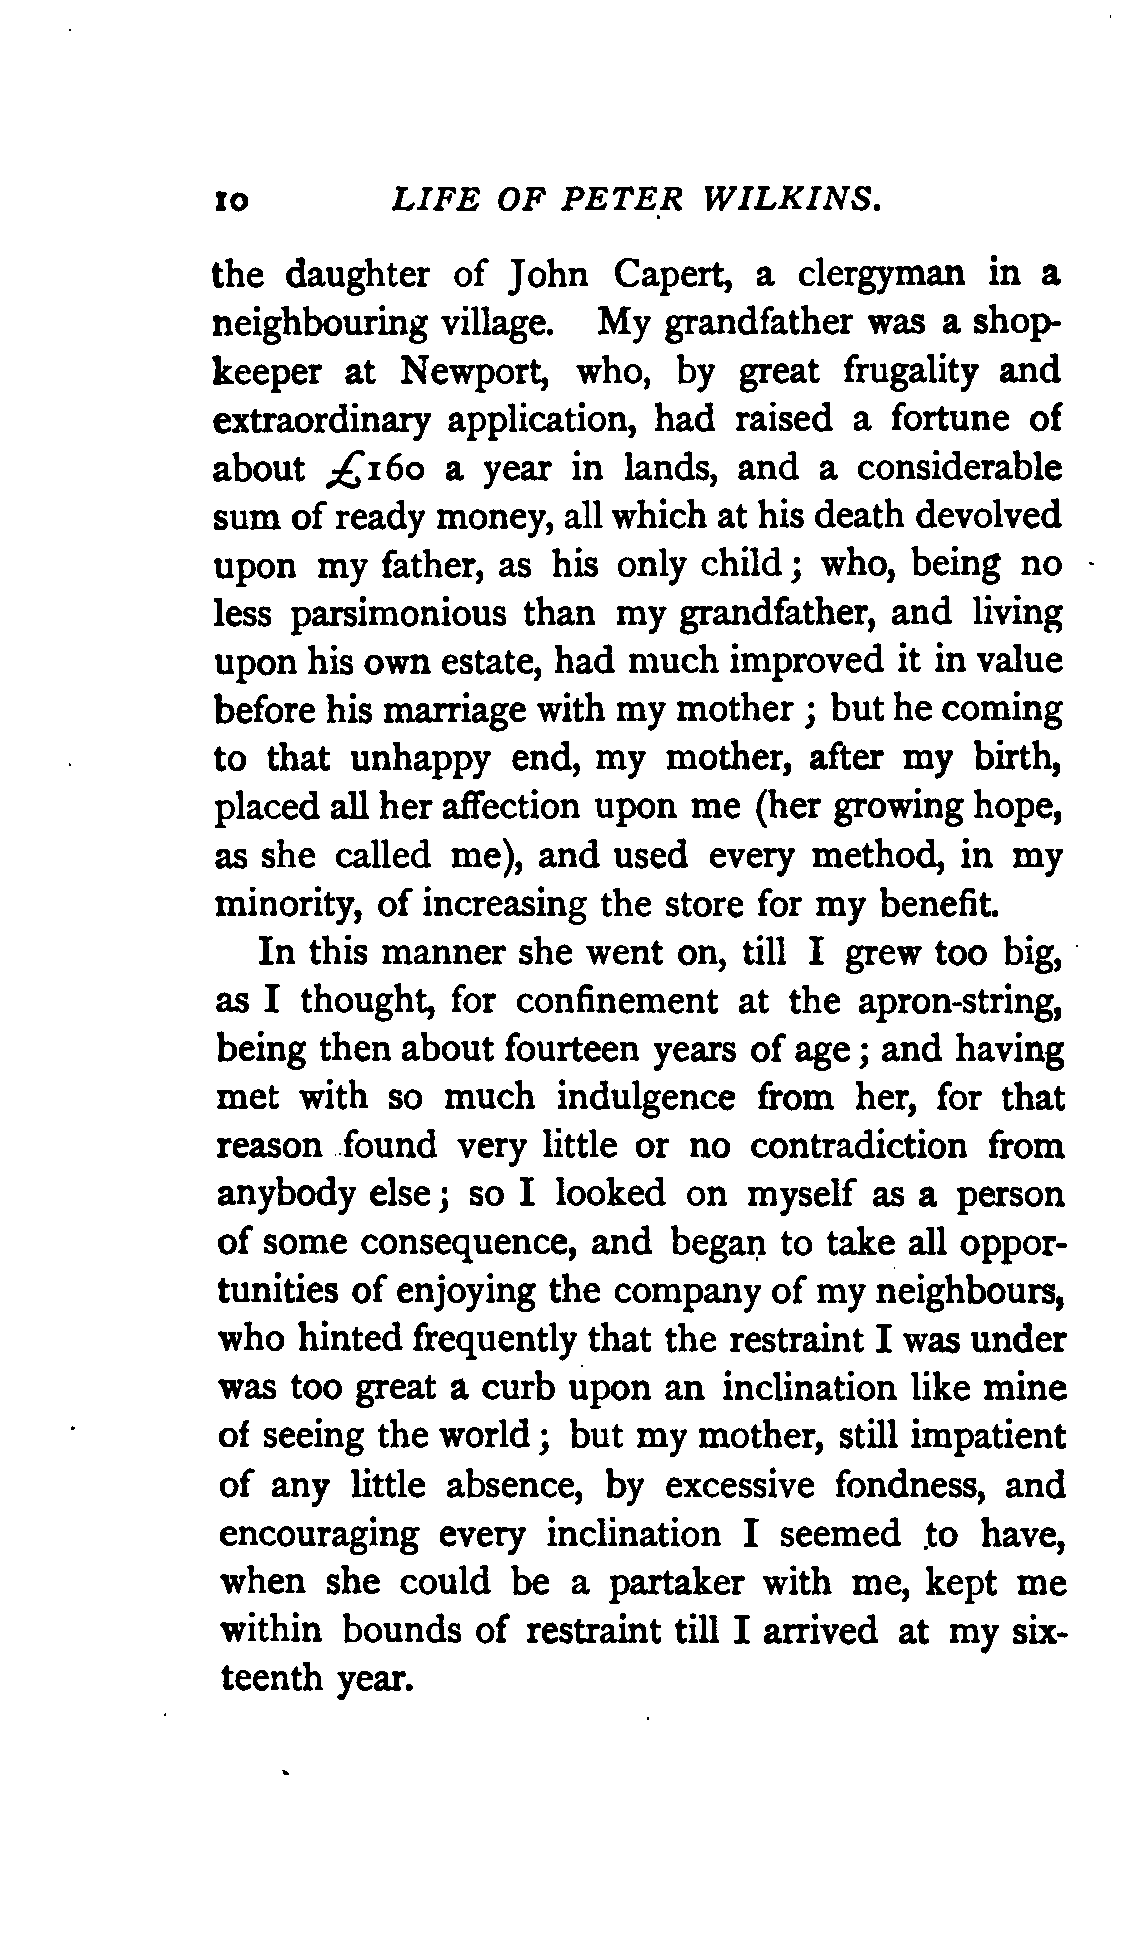 10 LIFE OF PETER WILKINS.
the daughter of John Capert, a clergyman in a
neighbouring village. My grandfather was a shop-
keeper at Newport, who, by great frugality and
extraordinary application, had raised a fortune of
about £160 a year in lands, and a considerable
sum of ready money, all which at his death devolved
upon my father, as his only child; who, being no
less parsimonious than my grandfather, and living
upon his own estate, had much improved it in value
before his marriage with my mother; but he coming
to that unhappy end, my mother, after my birth,
placed all her affection upon me (her growing hope,
as she called me), and used every method, in my
minority, of increasing the store for my benefit.
In this manner she went on, till I grew too big,
as I thought, for confinement at the apron-string,
being then about fourteen years of age; and having
met with so much indulgence from her, for that
reason found very little or no contradiction from
anybody else; so I looked on myself as a person
of some consequence, and began to take all oppor-
tunities of enjoying the company of my neighbours,
who hinted frequently that the restraint I was under
was too great a curb upon an inclination like mine
of seeing the world; but my mother, still impatient
of any little absence, by excessive fondness, and
encouraging every inclination I seemed to have,
when she could be a partaker with me, kept me
within bounds of restraint till I arrived at my six-
teenth year.